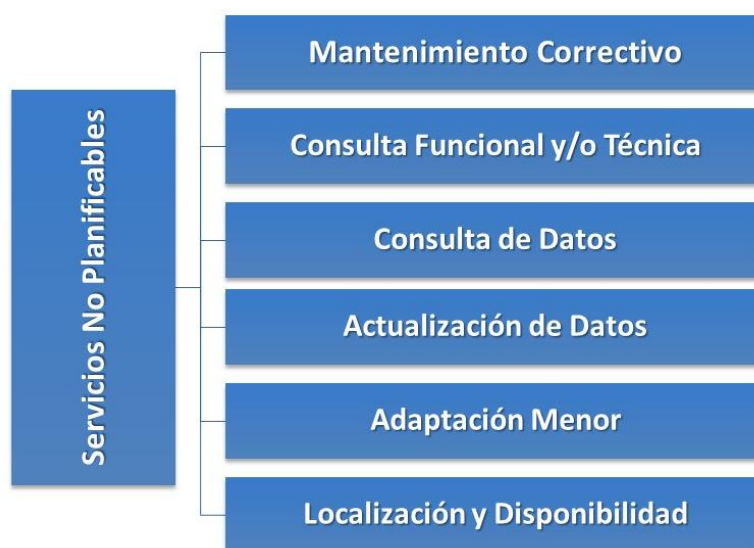 Servicios No Planificables
Mantenimiento Correctivo
Consulta Funcional y/o Técnica
Consulta de Datos
Actualización de Datos
Adaptación Menor
Localización y Disponibilidad